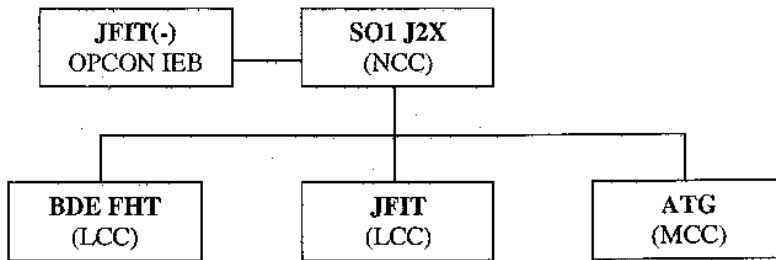 JFIT(-)
OPCON IEB
SO1 J2X
(NCC)
BDE FHT
(LCC)
JFIT
(LCC)
ATG
(MCC)